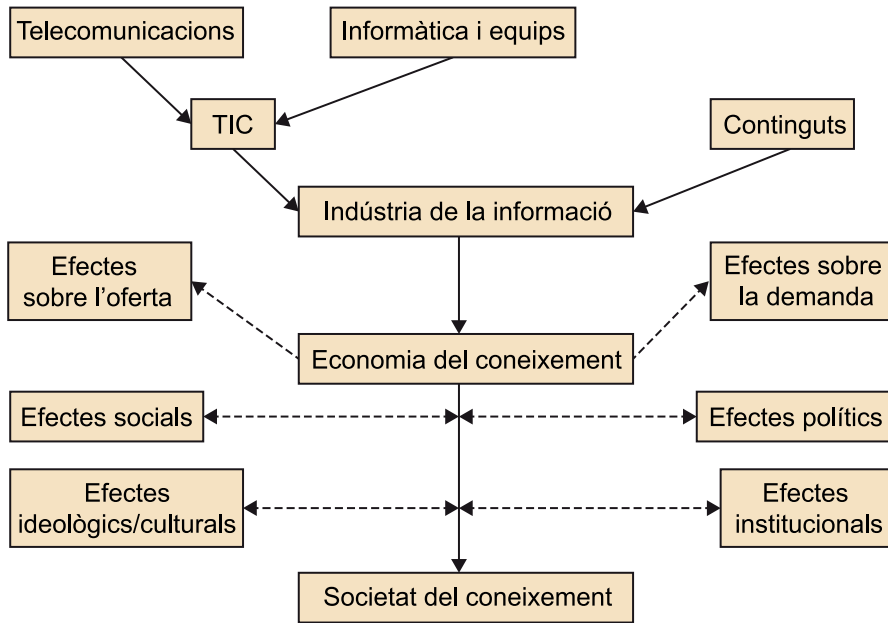 Telecomunicacions
Informàtica i equips
TIC
Continguts
Indústria de la informació
Efectes
sobre l'oferta
Efectes sobre
la demanda
Economia del coneixement
Efectes socials
Efectes polítics
Efectes
ideològics/culturals
Efectes
institucionals
Societat del coneixement